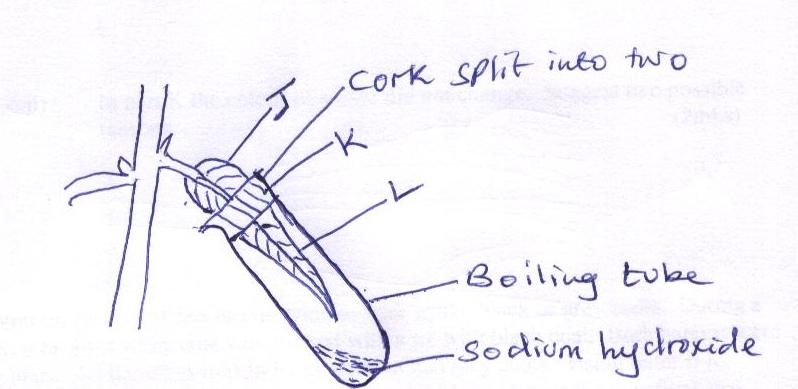 Cork split into two
J
K
L
Boiling tube
Sodium hydroxide